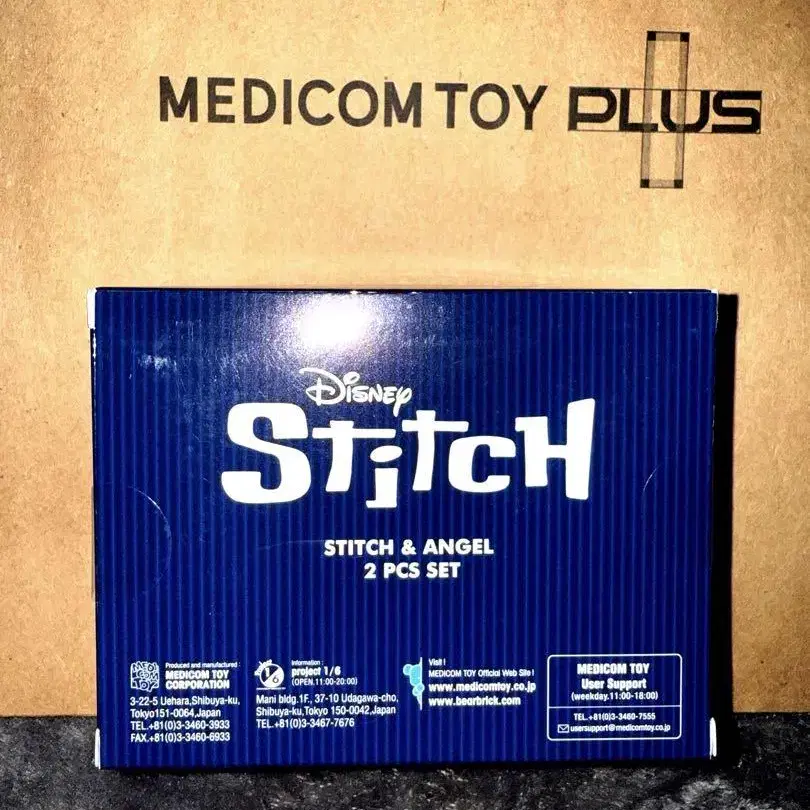 MEDICOM TOY PLUS
Disney
Stitch
STITCH & ANGEL
2 PCS SET
Produced and manufactured:
MEDICOM TOY
CORPORATION
3-22-5 Uehara,Shibuya-ku,
Tokyo151-0064,Japan
TEL.+81(0)3-3460-3933
FAX.+81(0)3-3460-6933
Information:
project 1/6
(OPEN.11:00-20:00)
Mani bldg.1F., 37-10 Udagawa-cho,
Shibuya-ku,Tokyo 150-0042,Japan
TEL.+81(0)3-3467-7676
Visit !
MEDICOM TOY Official Web Site !
www.medicomtoy.co.jp
www.bearbrick.com
MEDICOM TOY
User Support
(weekday.11:00-18:00)
TEL.+81(0)3-3460-7555
usersupport@medicomtoy.co.jp